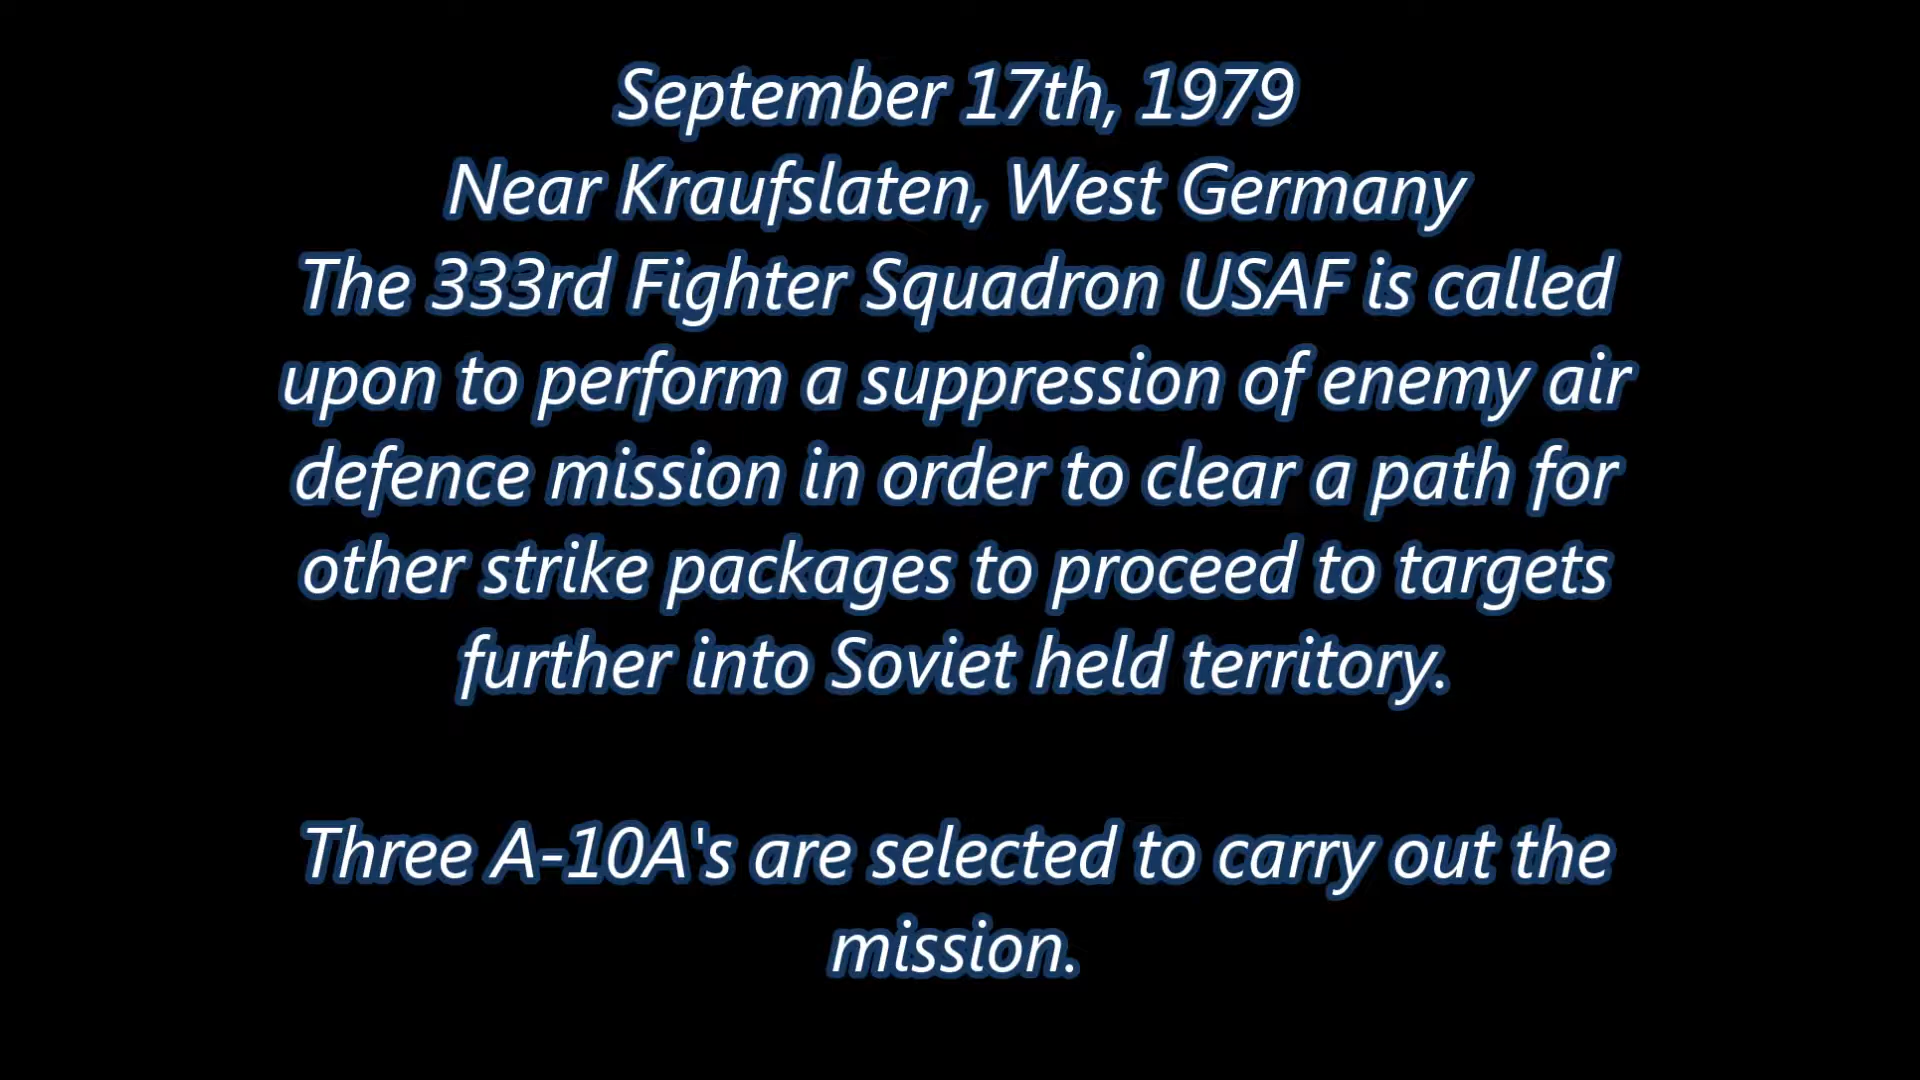 September 17th, 1979
Near Kraufslaten, West Germany
The 333rd Fighter Squadron USAF is called
upon to perform a suppression of enemy air
defence mission in order to clear a path for
other strike packages to proceed to targets
further into Soviet held territory.
Three A-10A's are selected to carry out the
mission.